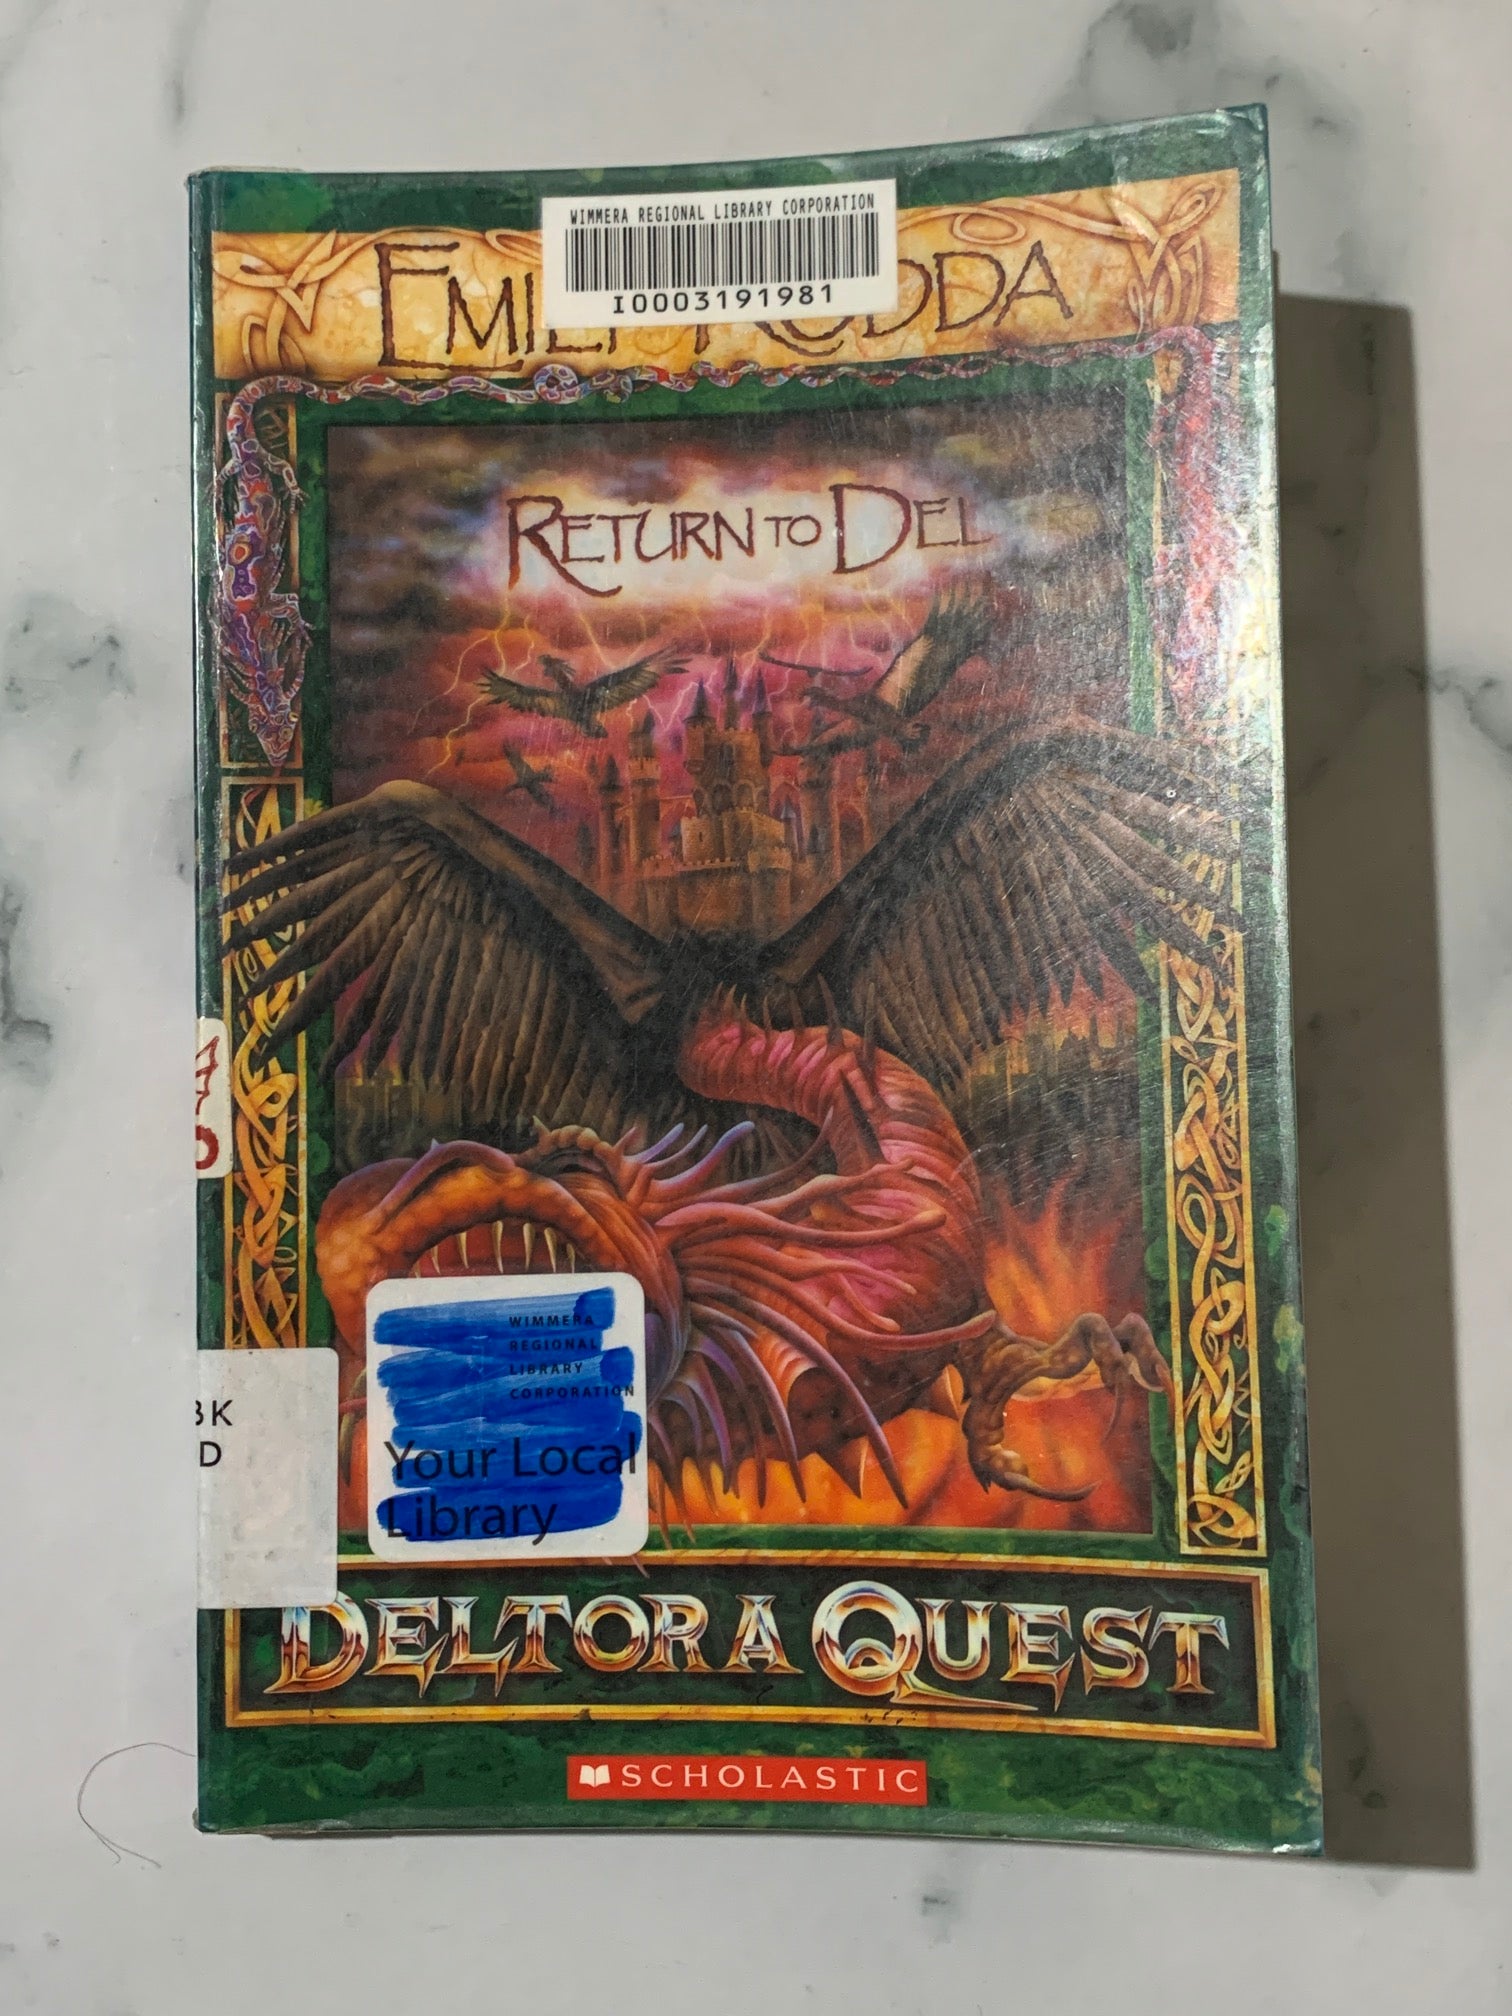 WIMMERA REGIONAL LIBRARY CORPORATION
I0003191981
EMILY RODDA
RETURN TO DEL
WIMMERA
REGIONAL
LIBRARY
CORPORATION
Your Local
Library
BK
D
DELTORA QUEST
SCHOLASTIC